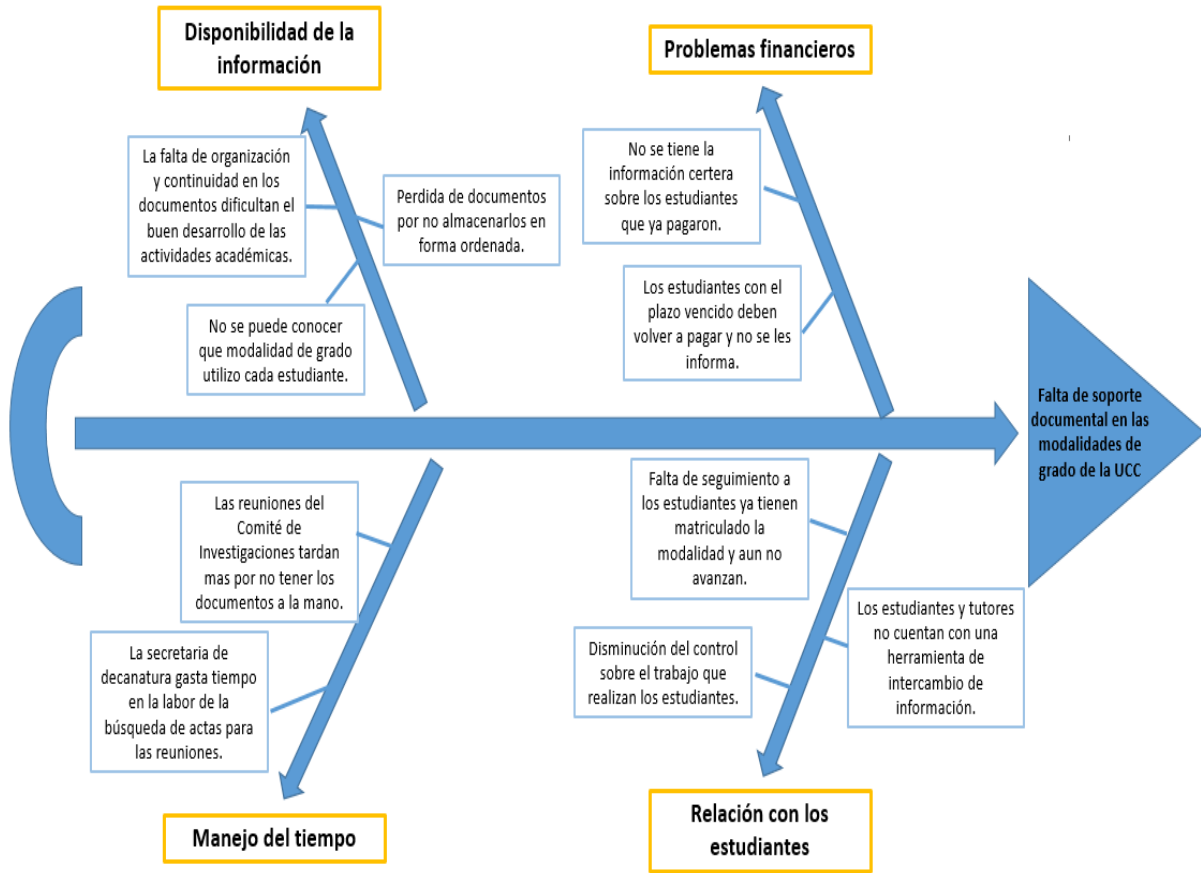 Disponibilidad de la
información
Problemas financieros
La falta de organización
y continuidad en los
documentos dificultan el
buen desarrollo de las
actividades académicas.
Perdida de documentos
por no almacenarlos en
forma ordenada.
No se puede conocer
que modalidad de grado
utilizo cada estudiante.
No se tiene la
información certera
sobre los estudiantes
que ya pagaron.
Los estudiantes con el
plazo vencido deben
volver a pagar y no se les
informa.
Falta de soporte
documental en las
modalidades de
grado de la UCC
Las reuniones del
Comité de
Investigaciones tardan
mas por no tener los
documentos a la mano.
La secretaria de
decanatura gasta tiempo
en la labor de la
búsqueda de actas para
las reuniones.
Falta de seguimiento a
los estudiantes ya tienen
matriculado la
modalidad y aun no
avanzan.
Disminución del control
sobre el trabajo que
realizan los estudiantes.
Los estudiantes y tutores
no cuentan con una
herramienta de
intercambio de
información.
Manejo del tiempo
Relación con los
estudiantes